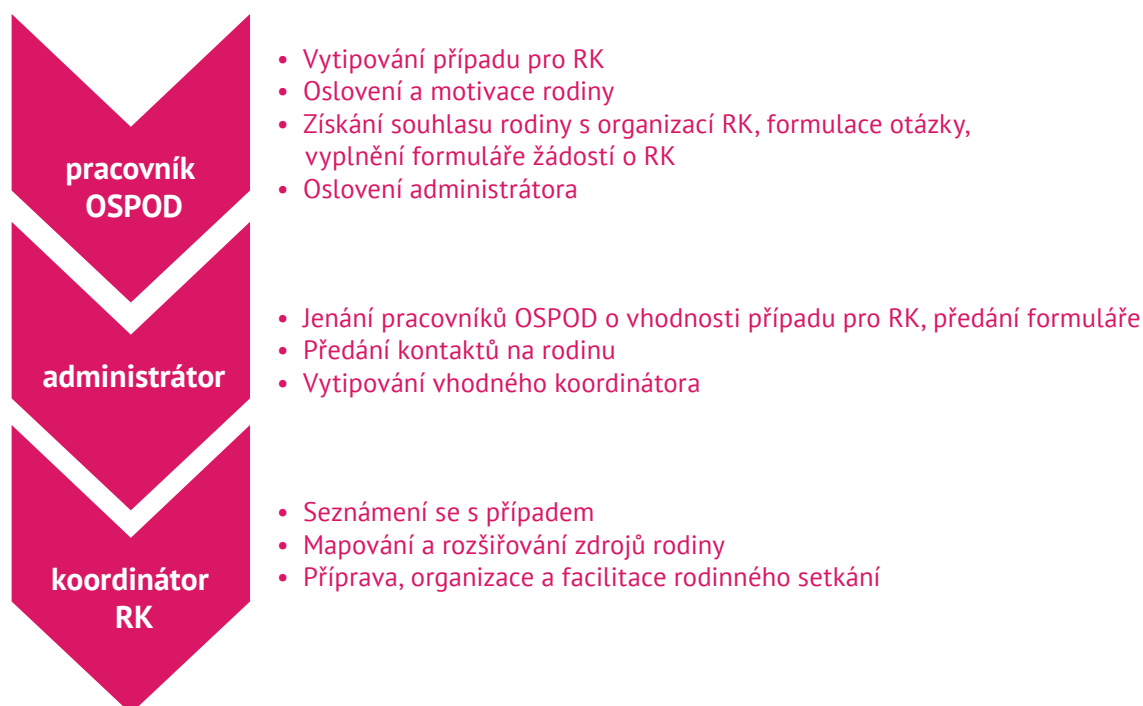 • Vytipování případu pro RK
• Oslovení a motivace rodiny
• Získání souhlasu rodiny s organizací RK, formulace otázky,
vyplnění formuláře žádostí o RK
• Oslovení administrátora
pracovník
OSPOD
• Jenání pracovníků OSPOD o vhodnosti případu pro RK, předání formuláře
• Předání kontaktů na rodinu
• Vytipování vhodného koordinátora
administrátor
• Seznámení se s případem
• Mapování a rozšiřování zdrojů rodiny
• Příprava, organizace a facilitace rodinného setkání
koordinátor
RK